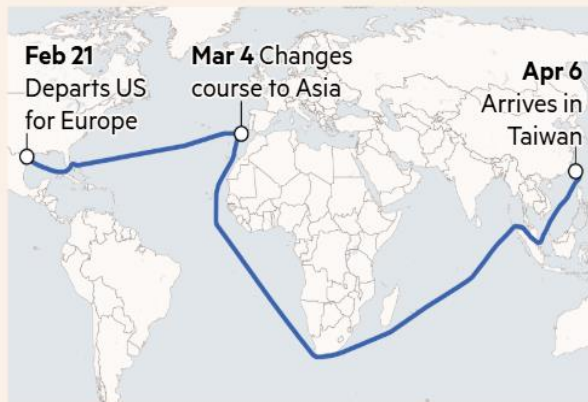 Feb 21
Departs US
for Europe
Mar 4 Changes
course to Asia
Apr 6
Arrives in
Taiwan